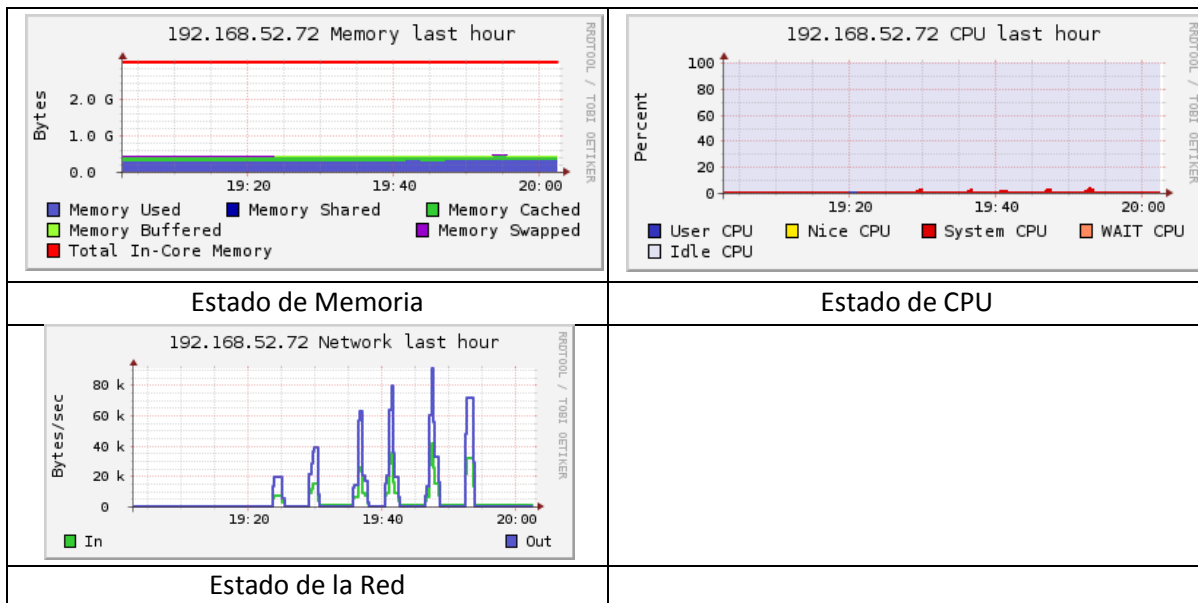 192.168.52.72 Memory last hour
RRDTOOL / TOBI OETIKER
Bytes
2.0 G
1.0 G
0.0
19:20 19:40 20:00
Memory Used Memory Shared Memory Cached
Memory Buffered Memory Swapped
Total In-Core Memory
192.168.52.72 CPU last hour
RRDTOOL / TOBI OETIKER
Percent
100
80
60
40
20
0
19:20 19:40 20:00
User CPU Nice CPU System CPU WAIT CPU
Idle CPU
Estado de Memoria
Estado de CPU
192.168.52.72 Network last hour
RRDTOOL / TOBI OETIKER
Bytes/sec
80 k
60 k
40 k
20 k
0
19:20 19:40 20:00
In Out
Estado de la Red